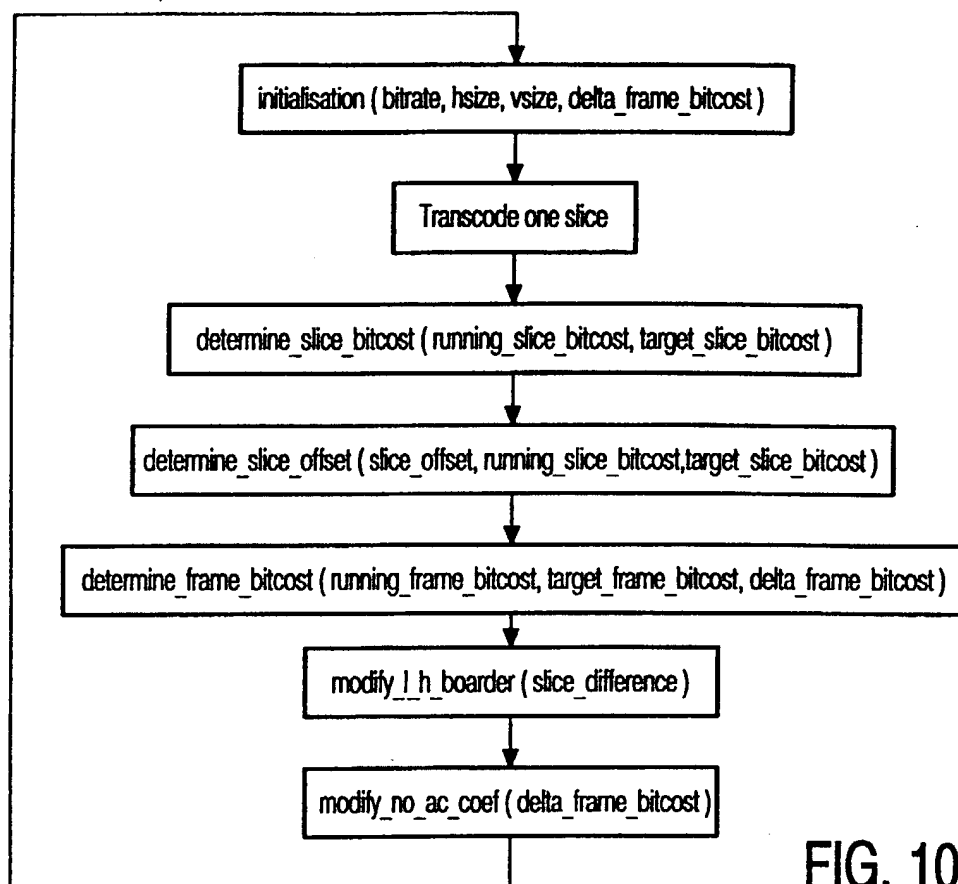 initialisation ( bitrate, hsize, vsize, delta_frame_bitcost )
Transcode one slice
determine_slice_bitcost ( running_slice_bitcost, target_slice_bitcost )
determine_slice_offset ( slice_offset, running_slice_bitcost,target_slice_bitcost )
determine_frame_bitcost ( running_frame_bitcost, target_frame_bitcost, delta_frame_bitcost )
modify_l_h_boarder ( slice_difference )
modify_no_ac_coef ( delta_frame_bitcost )
FIG. 10